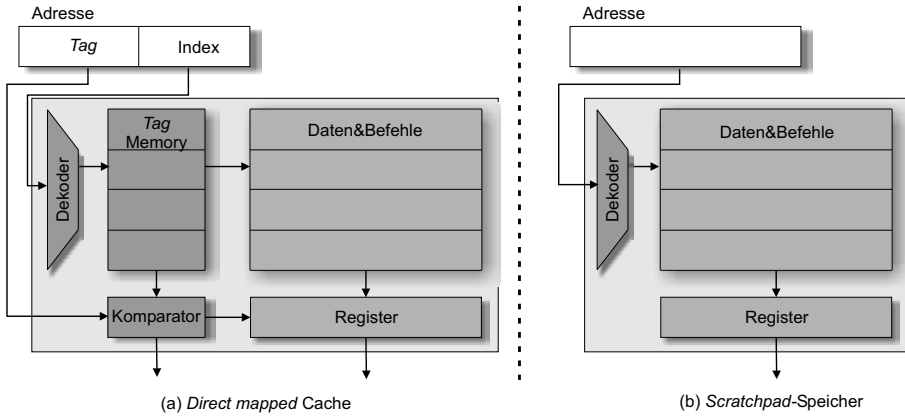 Adresse
Tag
Index
Dekoder
Tag
Memory
Daten&Befehle
Komparator
Register
(a) Direct mapped Cache
Adresse
Dekoder
Daten&Befehle
Register
(b) Scratchpad-Speicher